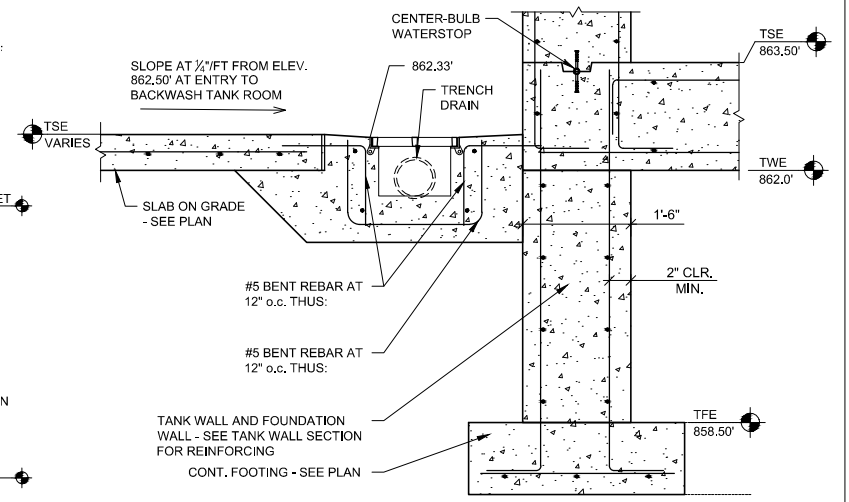 CENTER-BULB
WATERSTOP
TSE
863.50'
862.33'
SLOPE AT ¼"/FT FROM ELEV.
862.50' AT ENTRY TO
BACKWASH TANK ROOM
TRENCH
DRAIN
TSE
VARIES
TWE
862.0'
ET
SLAB ON GRADE
- SEE PLAN
1'-6"
2" CLR.
MIN.
#5 BENT REBAR AT
12" o.c. THUS:
#5 BENT REBAR AT
12" o.c. THUS:
N
TANK WALL AND FOUNDATION
WALL - SEE TANK WALL SECTION
FOR REINFORCING
TFE
858.50'
CONT. FOOTING - SEE PLAN